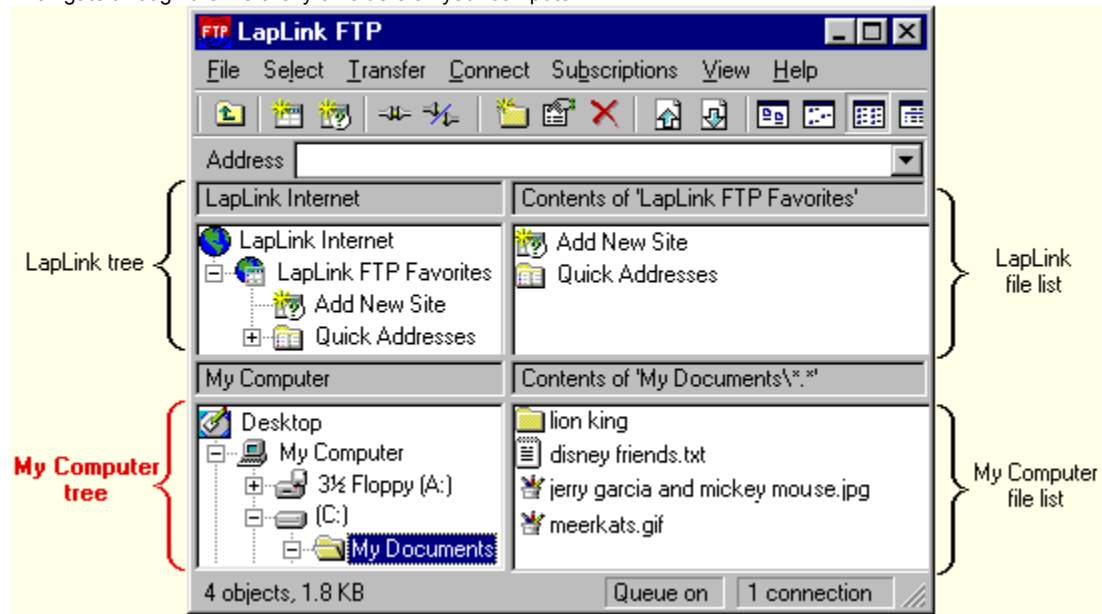 FTP LapLink FTP
File Select Transfer Connect Subscriptions View Help
Address
LapLink Internet
Contents of 'LapLink FTP Favorites'
LapLink tree
LapLink Internet
LapLink FTP Favorites
Add New Site
Quick Addresses
Add New Site
Quick Addresses
LapLink
file list
My Computer
Contents of 'My Documents\*.*'
My Computer
tree
Desktop
My Computer
3½ Floppy (A:)
(C:)
My Documents
lion king
disney friends.txt
jerry garcia and mickey mouse.jpg
meerkats.gif
My Computer
file list
4 objects, 1.8 KB
Queue on
1 connection